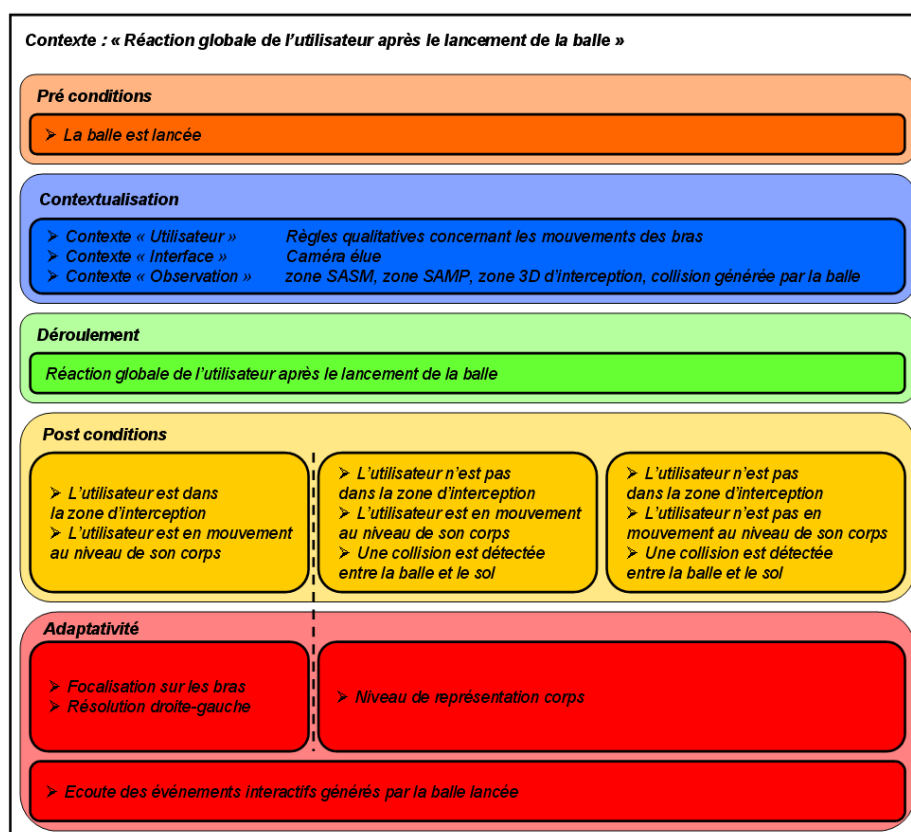 Contexte : « Réaction globale de l'utilisateur après le lancement de la balle »
Pré conditions
➢ La balle est lancée
Contextualisation
➢ Contexte « Utilisateur » Règles qualitatives concernant les mouvements des bras
➢ Contexte « Interface » Caméra élue
➢ Contexte « Observation » zone SASM, zone SAMP, zone 3D d'interception, collision générée par la balle
Déroulement
Réaction globale de l'utilisateur après le lancement de la balle
Post conditions
➢ L'utilisateur est dans
la zone d'interception
➢ L'utilisateur est en mouvement
au niveau de son corps
➢ L'utilisateur n'est pas
dans la zone d'interception
➢ L'utilisateur est en mouvement
au niveau de son corps
➢ Une collision est détectée
entre la balle et le sol
➢ L'utilisateur n'est pas
dans la zone d'interception
➢ L'utilisateur n'est pas en
mouvement au niveau de son corps
➢ Une collision est détectée
entre la balle et le sol
Adaptativité
➢ Focalisation sur les bras
➢ Résolution droite-gauche
➢ Niveau de représentation corps
➢ Ecoute des événements interactifs générés par la balle lancée